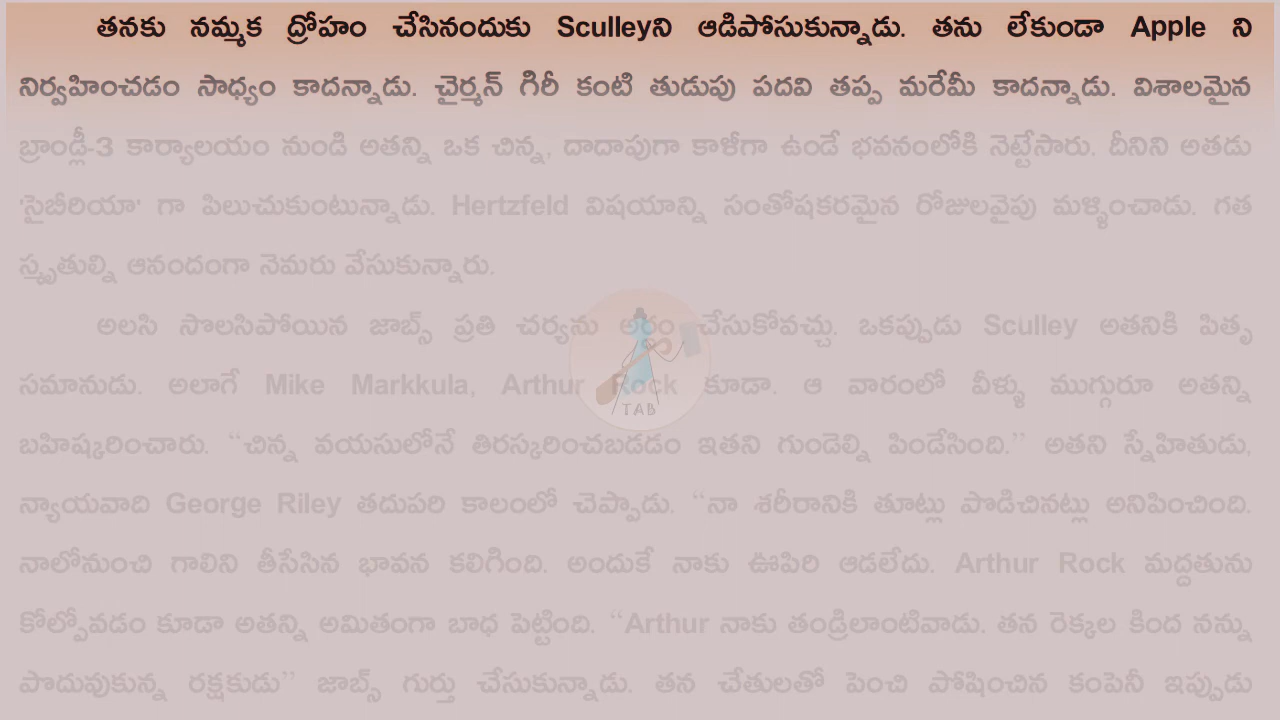 తనకు నమ్మక ద్రోహం చేసినందుకు Sculleyని ఆడిపోసుకున్నాడు. తను లేకుండా Apple ని
నిర్వహించడం సాధ్యం కాదన్నాడు. చైర్మన్ గిరీ కంటి తుడుపు పదవి తప్ప మరేమీ కాదన్నాడు. విశాలమైన
బ్రాండ్లీ-3 కార్యాలయం నుండి అతన్ని ఒక చిన్న, దాదాపుగా కాళీగా ఉండే భవనంలోకి నెట్టేసారు. దీనిని అతడు
'సైబీరియా' గా పిలుచుకుంటున్నాడు. Hertzfeld విషయాన్ని సంతోషకరమైన రోజులవైపు మళ్ళించాడు. గత
స్మృతుల్ని ఆనందంగా నెమరు వేసుకున్నారు.
అలసి సొలసిపోయిన జాబ్స్ ప్రతి చర్యను అర్ధం చేసుకోవచ్చు. ఒకప్పుడు Sculley అతనికి పితృ
సమానుడు. అలాగే Mike Markkula, Arthur Rock కూడా. ఆ వారంలో వీళ్ళు ముగ్గురూ అతన్ని
బహిష్కరించారు. “చిన్న వయసులోనే తిరస్కరించబడడం ఇతని గుండెల్ని పిండేసింది.” అతని స్నేహితుడు,
న్యాయవాది George Riley తదుపరి కాలంలో చెప్పాడు. “నా శరీరానికి తూట్లు పొడిచినట్లు అనిపించింది.
నాలోనుంచి గాలిని తీసేసిన భావన కలిగింది. అందుకే నాకు ఊపిరి ఆడలేదు. Arthur Rock మద్దతును
కోల్పోవడం కూడా అతన్ని అమితంగా బాధ పెట్టింది. “Arthur నాకు తండ్రిలాంటివాడు. తన రెక్కల కింద నన్ను
పొదువుకున్న రక్షకుడు” జాబ్స్ గుర్తు చేసుకున్నాడు. తన చేతులతో పెంచి పోషించిన కంపెనీ ఇప్పుడు
TAB